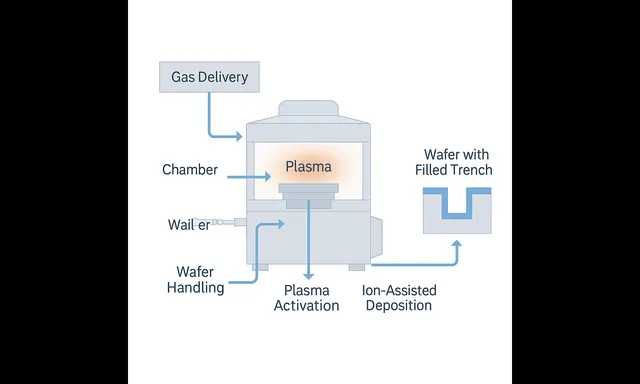 Gas Delivery
Plasma
Chamber
Wafer with
Filled Trench
Wail er
Wafer
Handling
Plasma
Activation
Ion-Assisted
Deposition